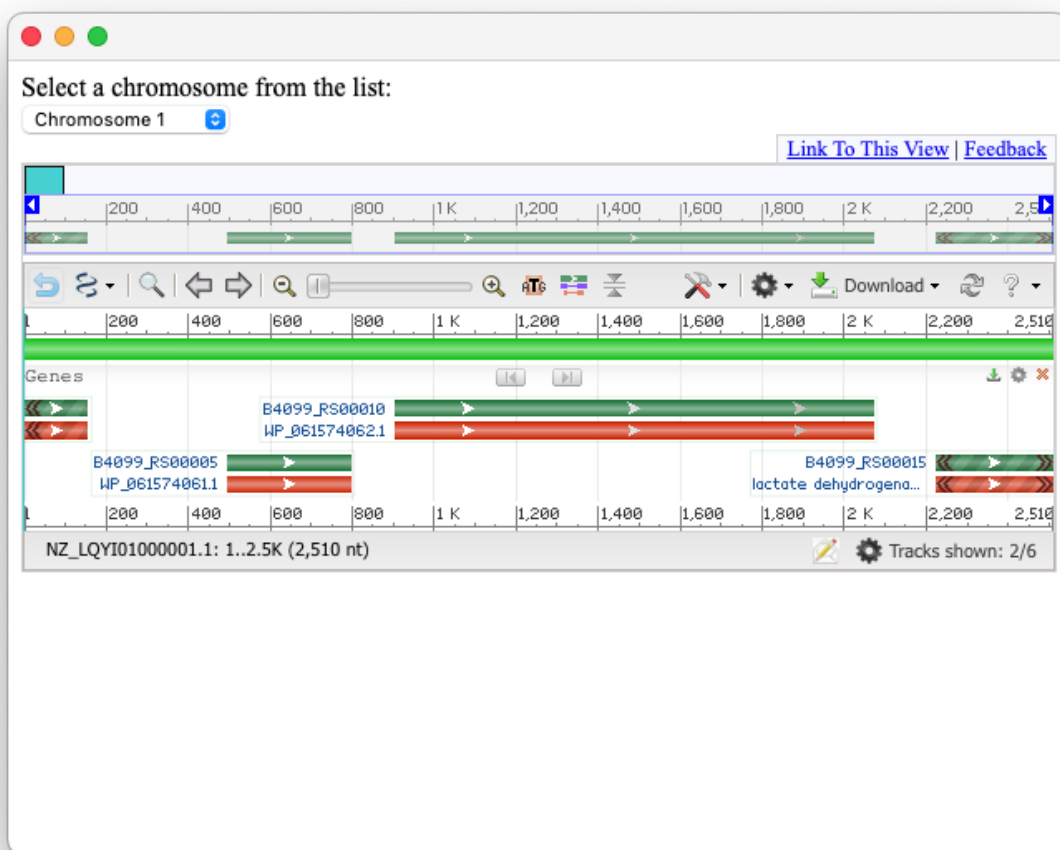 Select a chromosome from the list:
Chromosome 1
Link To This View | Feedback
200 400 600 800 1 K 1,200 1,400 1,600 1,800 2 K 2,200
ATG Download ?
1 200 400 600 800 1 K 1,200 1,400 1,600 1,800 2 K 2,200 2,510
Genes
B4099_RS00010
WP_061574062.1
B4099_RS00005 B4099_RS00015
WP_061574061.1 lactate dehydrogena...
1 200 400 600 800 1 K 1,200 1,400 1,600 1,800 2 K 2,200 2,510
NZ_LQYI01000001.1: 1..2.5K (2,510 nt) Tracks shown: 2/6